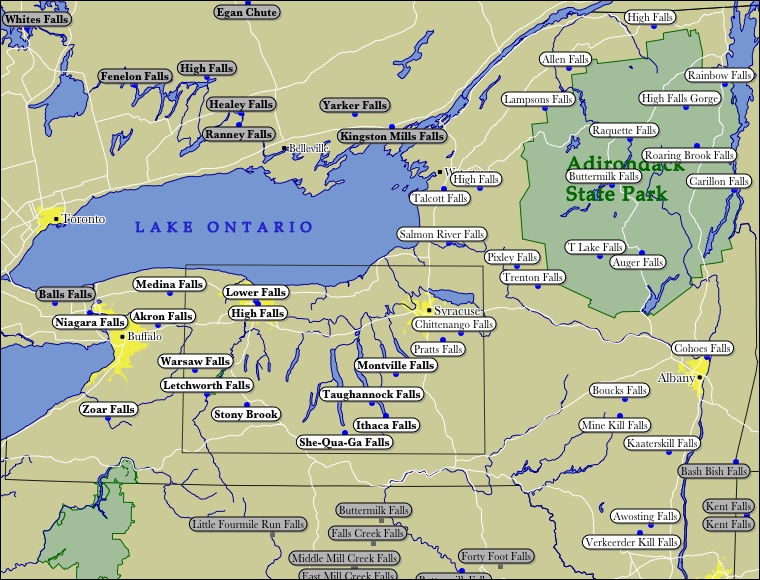 Whites Falls
Egan Chute
High Falls
Allen Falls
Fenelon Falls
High Falls
Rainbow Falls
Lampsons Falls
High Falls Gorge
Healey Falls
Yarker Falls
Ranney Falls
Kingston Mills Falls
Raquette Falls
Belleville
Roaring Brook Falls
Adirondack
State Park
Buttermilk Falls
High Falls
Carillon Falls
Talcott Falls
Toronto
LAKE ONTARIO
Salmon River Falls
T Lake Falls
Pixley Falls
Auger Falls
Trenton Falls
Medina Falls
Lower Falls
Balls Falls
High Falls
Syracuse
Niagara Falls
Akron Falls
Chittenango Falls
Buffalo
Pratts Falls
Cohoes Falls
Warsaw Falls
Montville Falls
Albany
Letchworth Falls
Boucks Falls
Taughannock Falls
Zoar Falls
Stony Brook
Ithaca Falls
Mine Kill Falls
She-Qua-Ga Falls
Kaaterskill Falls
Bash Bish Falls
Buttermilk Falls
Kent Falls
Awosting Falls
Little Fourmile Run Falls
Kent Falls
Falls Creek Falls
Verkeerder Kill Falls
Middle Mill Creek Falls
Forty Foot Falls
East Mill Creek Falls